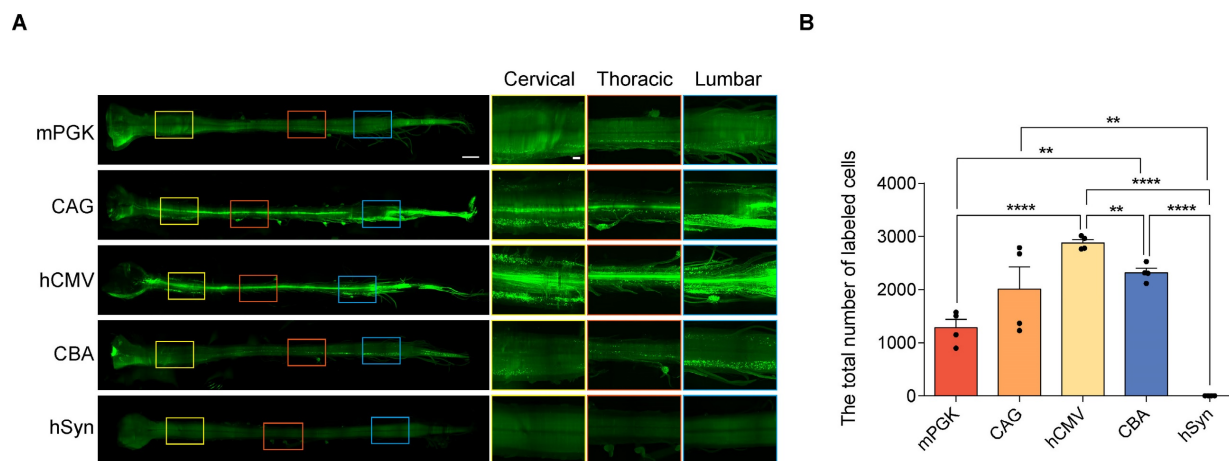 A
B
Cervical Thoracic Lumbar
mPGK
CAG
hCMV
CBA
hSyn
The total number of labeled cells
4000
3000
2000
1000
0
**
**
****
****
**
****
mPGK
CAG
hCMV
CBA
hSyn